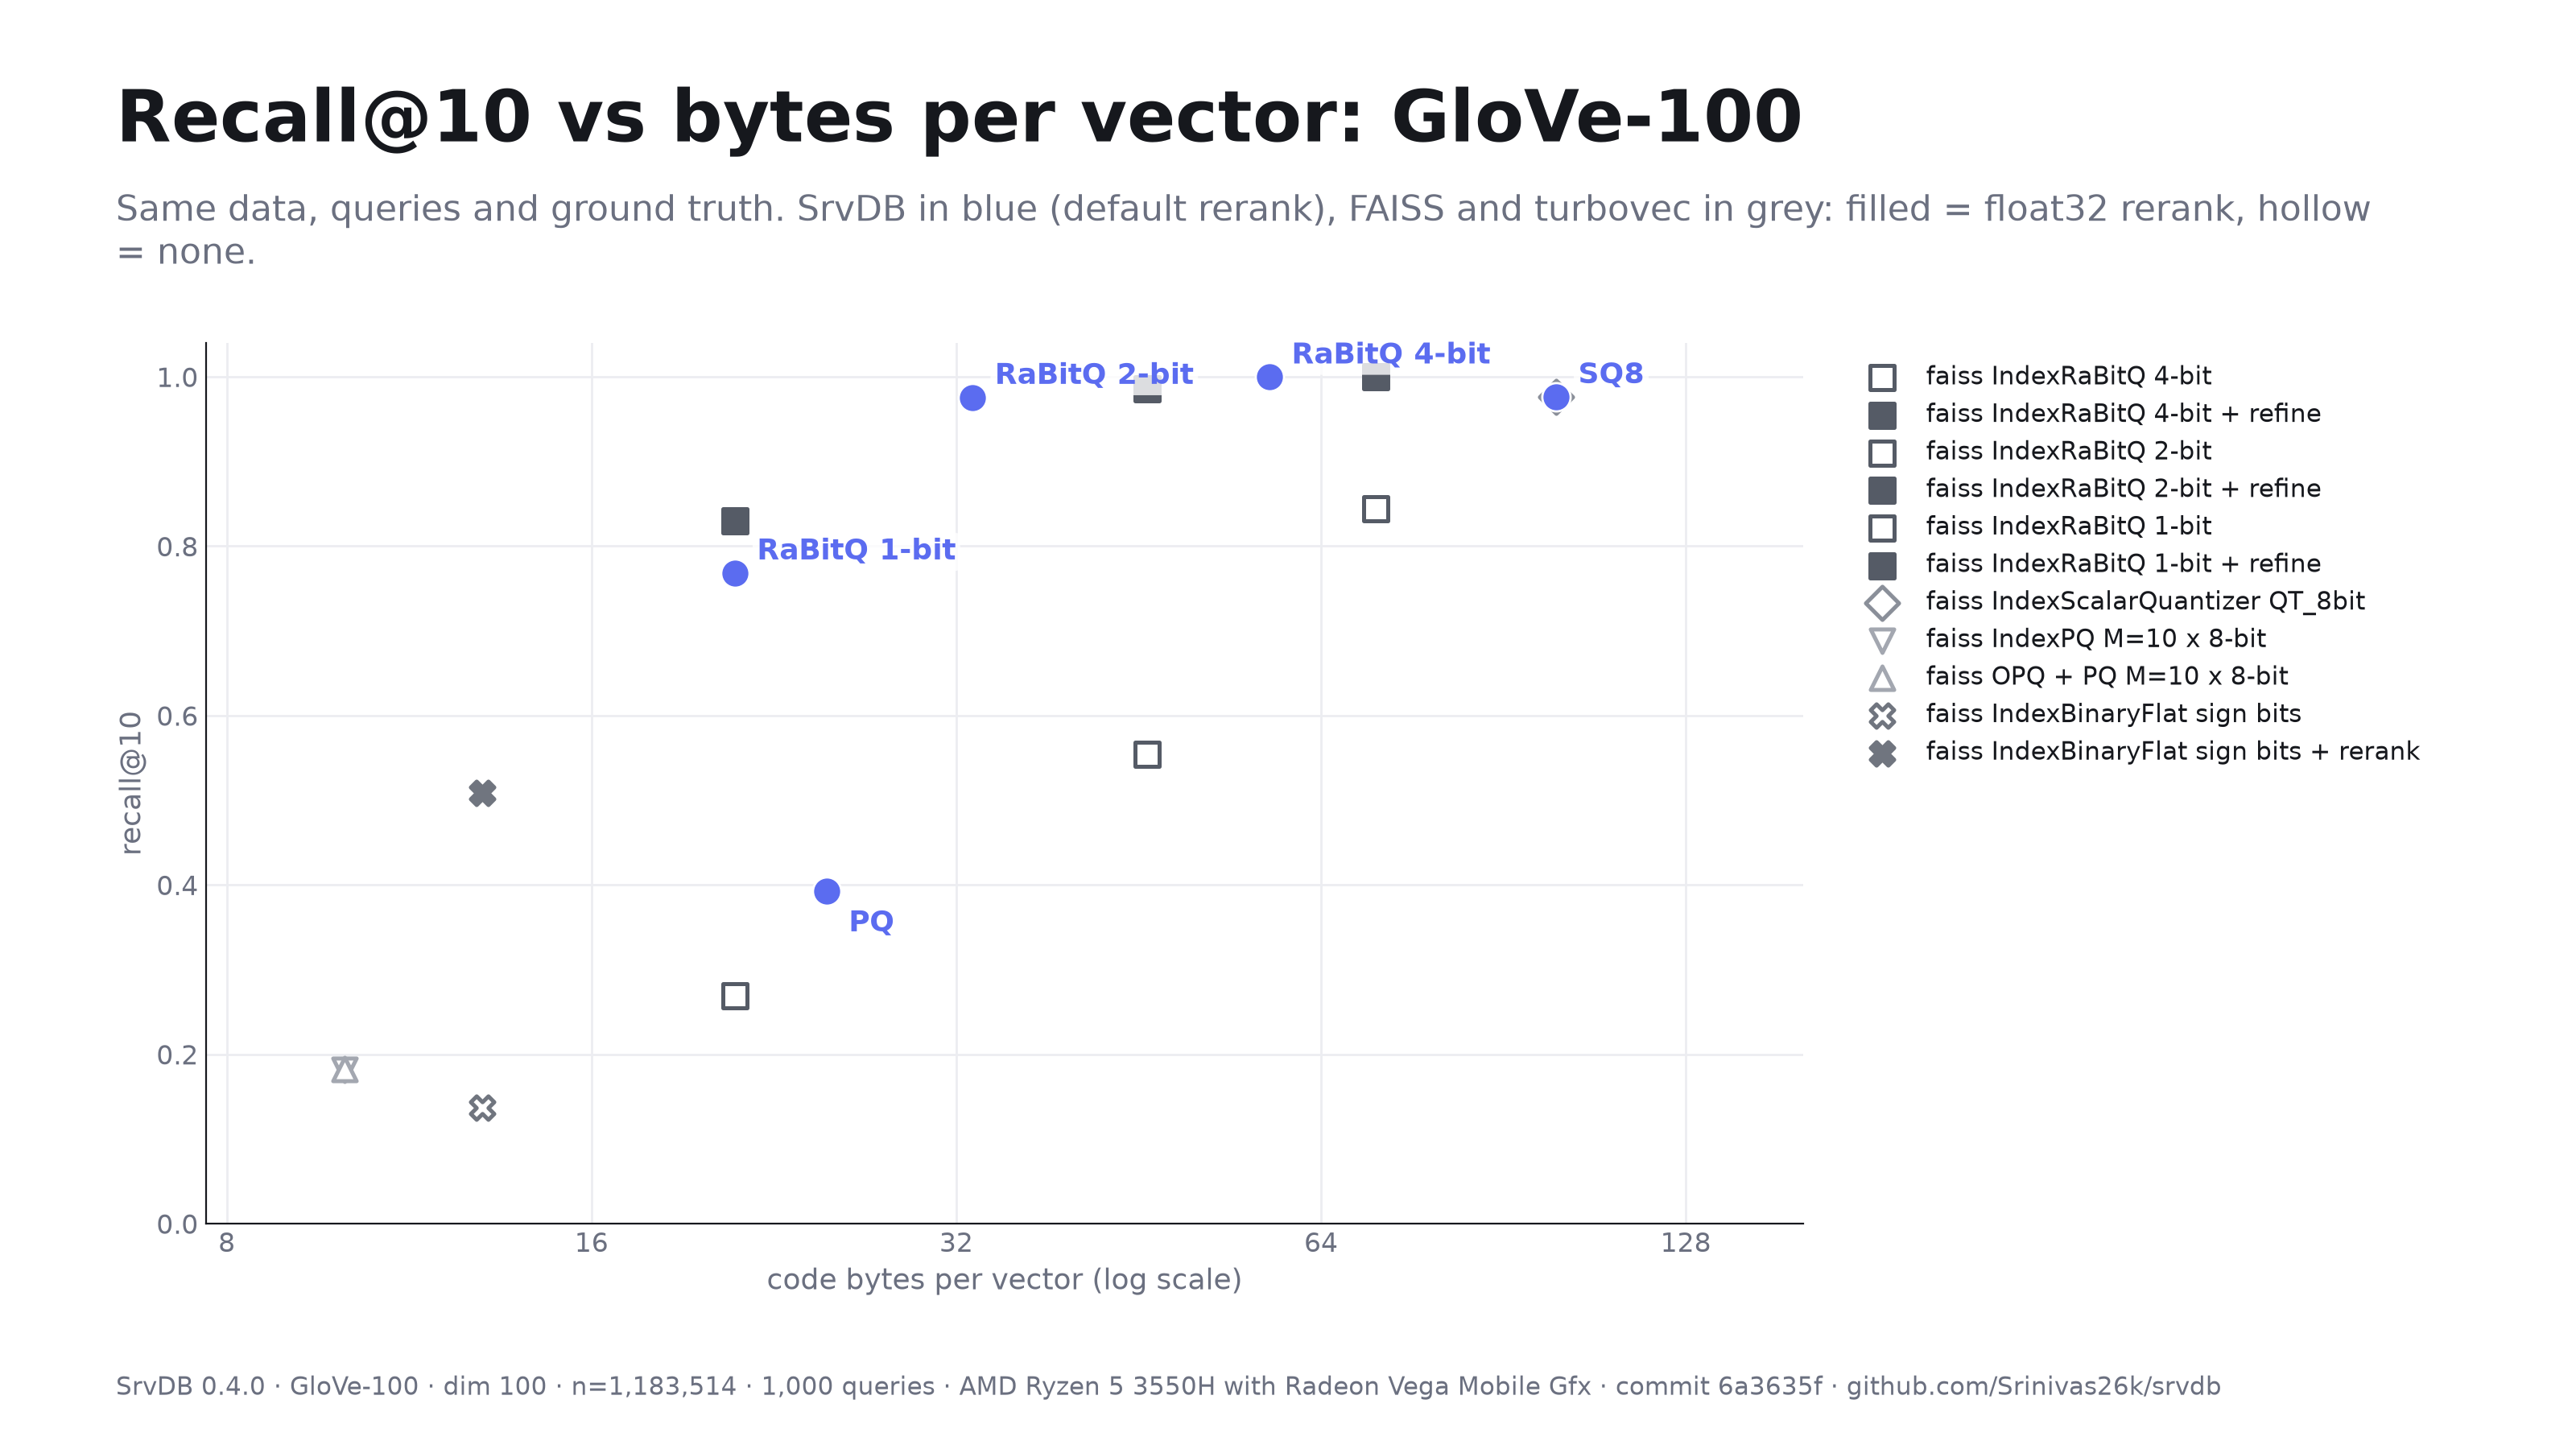 Recall@10 vs bytes per vector: GloVe-100
Same data, queries and ground truth. SrvDB in blue (default rerank), FAISS and turbovec in grey: filled = float32 rerank, hollow
= none.
RaBitQ 4-bit
RaBitQ 2-bit
SQ8
RaBitQ 1-bit
PQ
1.0
0.8
0.6
0.4
0.2
0.0
recall@10
8
16
32
64
128
code bytes per vector (log scale)
faiss IndexRaBitQ 4-bit
faiss IndexRaBitQ 4-bit + refine
faiss IndexRaBitQ 2-bit
faiss IndexRaBitQ 2-bit + refine
faiss IndexRaBitQ 1-bit
faiss IndexRaBitQ 1-bit + refine
faiss IndexScalarQuantizer QT_8bit
faiss IndexPQ M=10 x 8-bit
faiss OPQ + PQ M=10 x 8-bit
faiss IndexBinaryFlat sign bits
faiss IndexBinaryFlat sign bits + rerank
SrvDB 0.4.0 · GloVe-100 · dim 100 · n=1,183,514 · 1,000 queries · AMD Ryzen 5 3550H with Radeon Vega Mobile Gfx · commit 6a3635f · github.com/Srinivas26k/srvdb